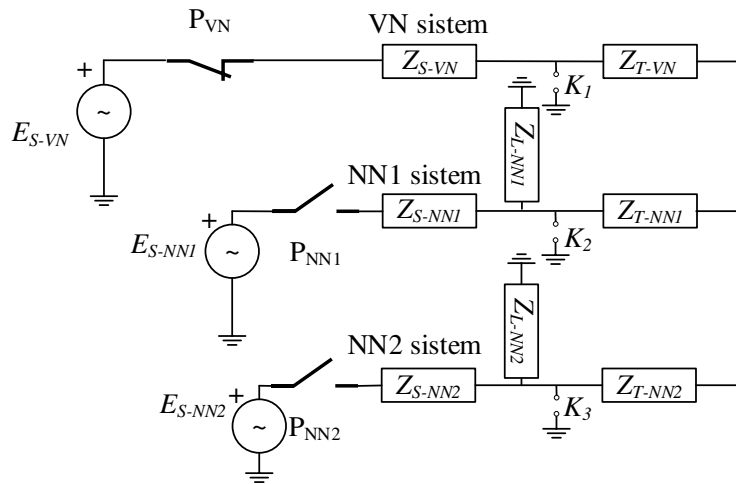 P_VN VN sistem
+ Z_S-VN Z_T-VN
~ K_1
E_S-VN
Z_L-NN1
NN1 sistem
+ Z_S-NN1 Z_T-NN1
E_S-NN1 ~ P_NN1 K_2
Z_L-NN2
NN2 sistem
+ Z_S-NN2 Z_T-NN2
E_S-NN2 ~ P_NN2 K_3